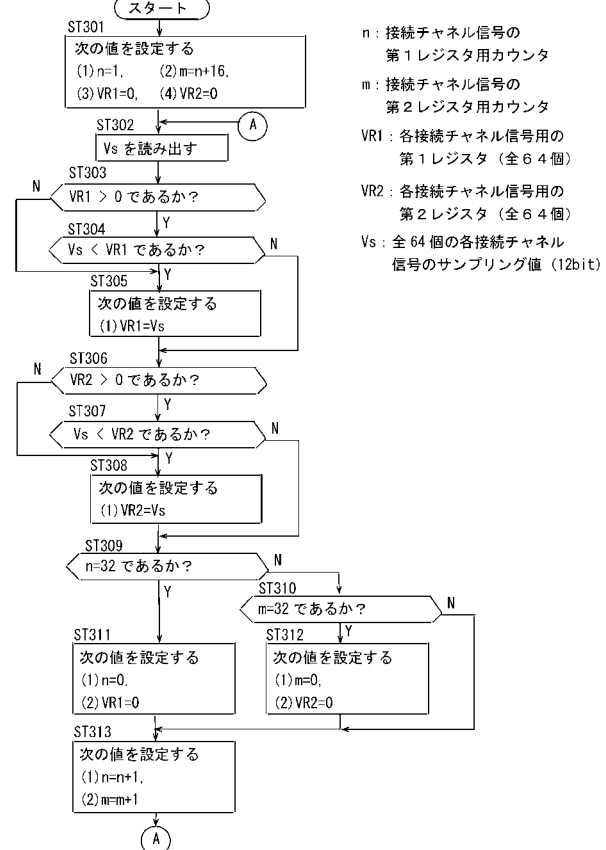 スタート
ST301
次の値を設定する
(1)n=1, (2)m=n+16,
(3)VR1=0, (4)VR2=0
A
ST302
Vs を読み出す
ST303
VR1 > 0 であるか？
N
Y
ST304
Vs < VR1 であるか？
N
Y
ST305
次の値を設定する
(1)VR1=Vs
ST306
VR2 > 0 であるか？
N
Y
ST307
Vs < VR2 であるか？
N
Y
ST308
次の値を設定する
(1)VR2=Vs
ST309
n=32 であるか？
N
Y
ST310
m=32 であるか？
N
Y
ST311
次の値を設定する
(1)n=0,
(2)VR1=0
ST312
次の値を設定する
(1)m=0,
(2)VR2=0
ST313
次の値を設定する
(1)n=n+1,
(2)m=m+1
A
n：接続チャネル信号の
第１レジスタ用カウンタ
m：接続チャネル信号の
第２レジスタ用カウンタ
VR1：各接続チャネル信号用の
第１レジスタ（全６４個）
VR2：各接続チャネル信号用の
第２レジスタ（全６４個）
Vs：全 64 個の各接続チャネル
信号のサンプリング値（12bit）